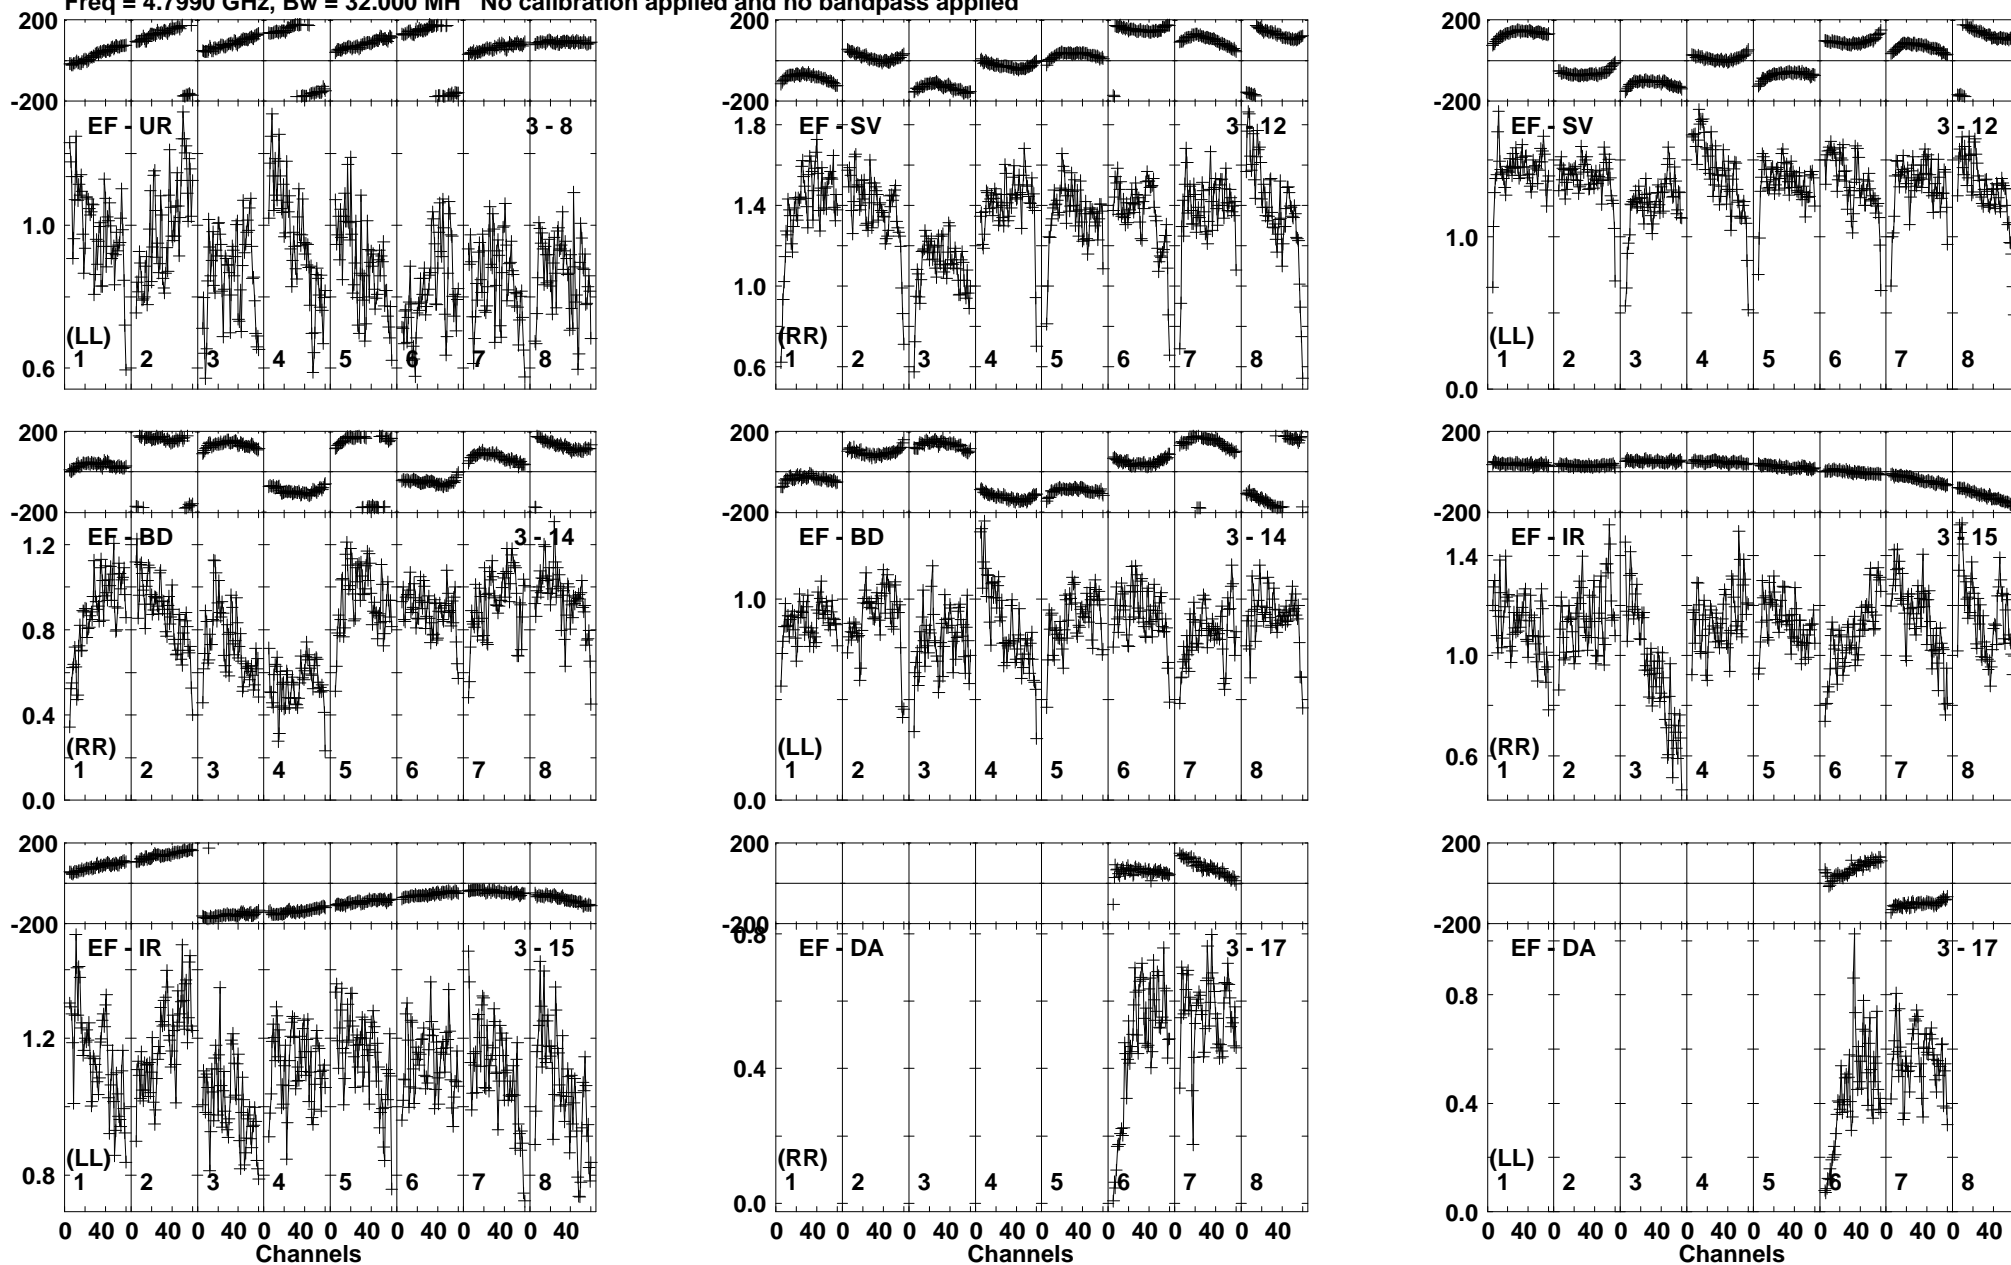 Freq = 4.7990 GHz, Bw = 32.000 MH No calibration applied and no bandpass applied
200
-200
EF - UR 3 - 8
1.0
0.6
(LL)
1 2 3 4 5 6 7 8
200
-200
EF - SV 3 - 12
1.8
1.4
1.0
0.6
(RR)
1 2 3 4 5 6 7 8
200
-200
EF - SV 3 - 12
1.0
0.0
(LL)
1 2 3 4 5 6 7 8
200
-200
EF - BD 3 - 14
1.2
0.8
0.4
0.0
(RR)
1 2 3 4 5 6 7 8
200
-200
EF - BD 3 - 14
1.0
0.0
(LL)
1 2 3 4 5 6 7 8
200
-200
EF - IR 3 - 15
1.4
1.0
0.6
(RR)
1 2 3 4 5 6 7 8
200
-200
EF - IR 3 - 15
1.2
0.8
(LL)
1 2 3 4 5 6 7 8
0 40 0 40 0 40 0 40 0 40 0 40 0 40 0 40
Channels
200
-200
0.8
EF - DA 3 - 17
0.4
0.0
(RR)
1 2 3 4 5 6 7 8
0 40 0 40 0 40 0 40 0 40 0 40 0 40 0 40
Channels
200
-200
EF - DA 3 - 17
0.8
0.4
0.0
(LL)
1 2 3 4 5 6 7 8
0 40 0 40 0 40 0 40 0 40 0 40 0 40 0 40
Channels